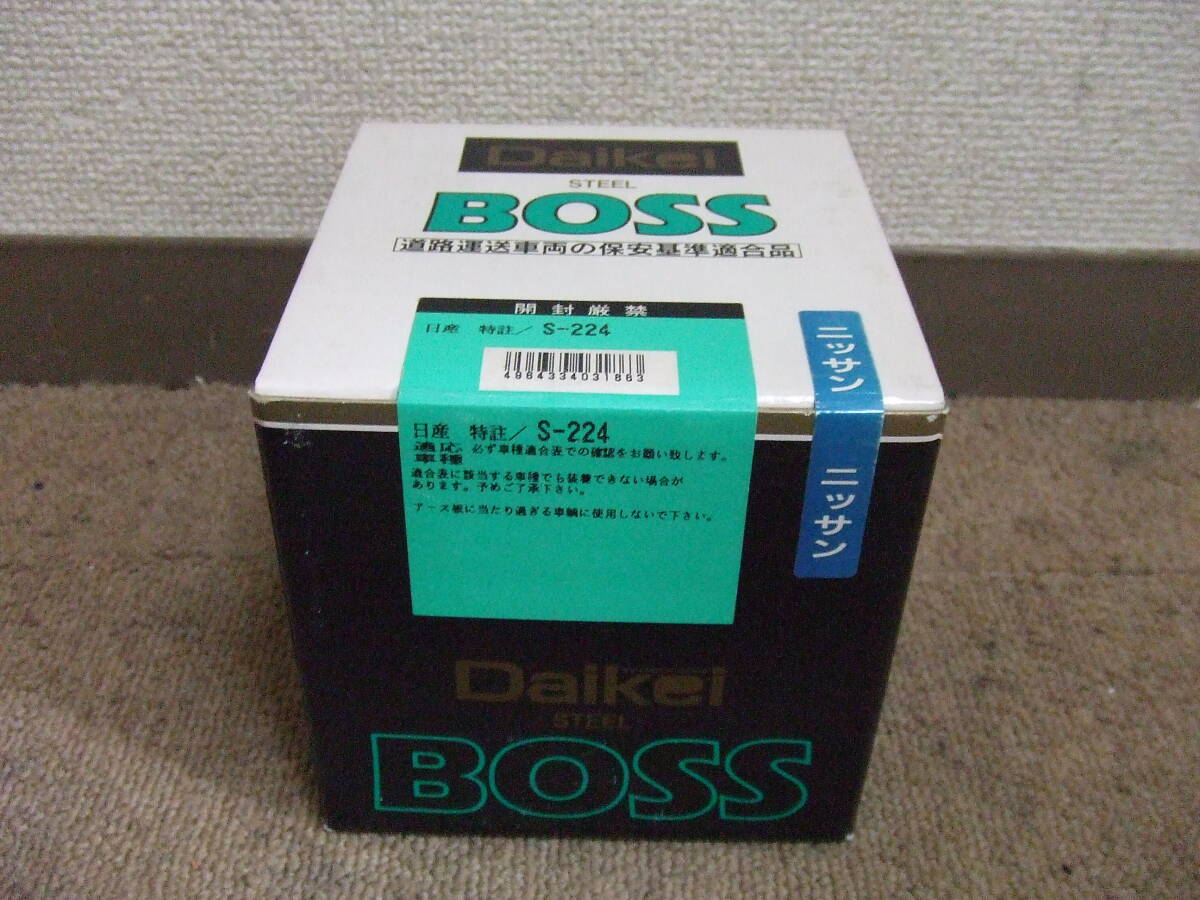 Daikei
STEEL
BOSS
道路運送車両の保安基準適合品
開封厳禁
日産 特註/ S-224
4964334031863
ニッサン
日産 特註/ S-224
適応
車種
必ず車種適合表での確認をお願い致します。
適合表に該当する車種でも装着できない場合が
あります。予めご了承下さい。
アース板に当たり過ぎる車輌に使用しないで下さい。
ニッサン
Daikei
STEEL
BOSS